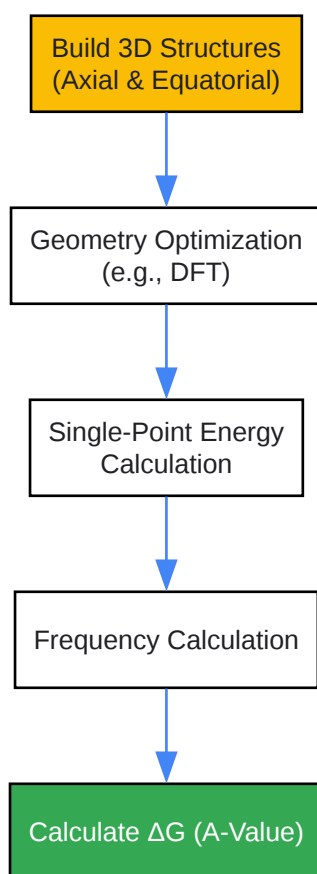 Build 3D Structures
(Axial & Equatorial)
Geometry Optimization
(e.g., DFT)
Single-Point Energy
Calculation
Frequency Calculation
Calculate ΔG (A-Value)